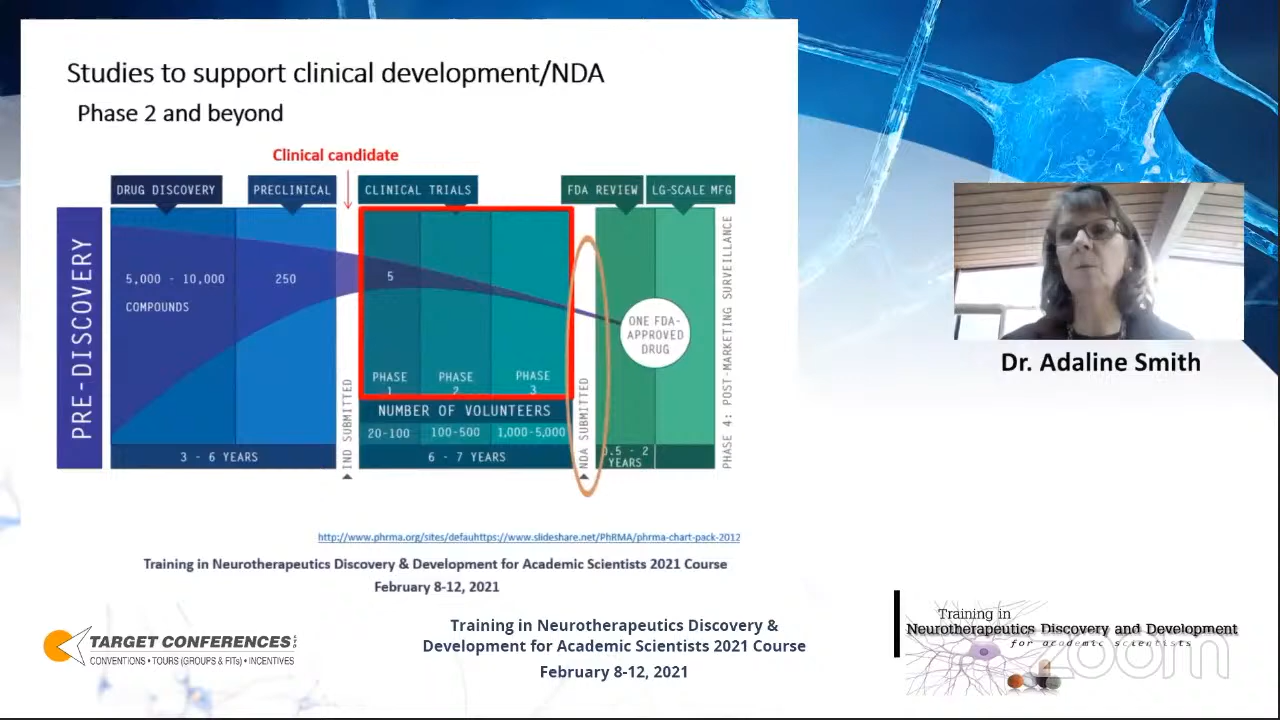 Studies to support clinical development/NDA
Phase 2 and beyond
Clinical candidate
DRUG DISCOVERY
PRECLINICAL
CLINICAL TRIALS
FDA REVIEW
LG-SCALE MFG
PRE-DISCOVERY
5,000 - 10,000
COMPOUNDS
250
5
PHASE
1
PHASE
2
PHASE
3
ONE FDA-
APPROVED
DRUG
IND SUBMITTED
NDA SUBMITTED
PHASE 4: POST-MARKETING SURVEILLANCE
NUMBER OF VOLUNTEERS
20-100
100-500
1,000-5,000
3 - 6 YEARS
6 - 7 YEARS
0.5 - 2
YEARS
http://www.phrma.org/sites/defauhttps://www.slideshare.net/PhRMA/phrma-chart-pack-2012
Training in Neurotherapeutics Discovery & Development for Academic Scientists 2021 Course
February 8-12, 2021
Dr. Adaline Smith
TARGET CONFERENCES
CONVENTIONS • TOURS (GROUPS & FITs) • INCENTIVES
Training in Neurotherapeutics Discovery &
Development for Academic Scientists 2021 Course
February 8-12, 2021
Training in
Neurotherapeutics Discovery and Development
for academic scientists
zoom